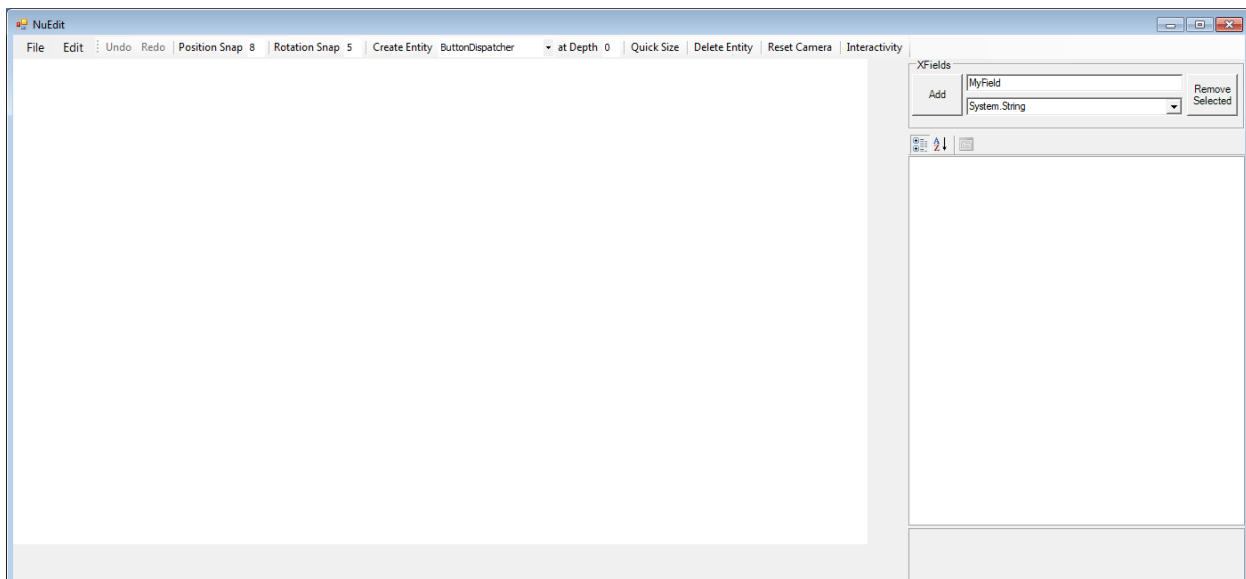 NuEdit
File Edit Undo Redo Position Snap 8 Rotation Snap 5 Create Entity ButtonDispatcher at Depth 0 Quick Size Delete Entity Reset Camera Interactivity
XFields
Add
MyField
System.String
Remove
Selected